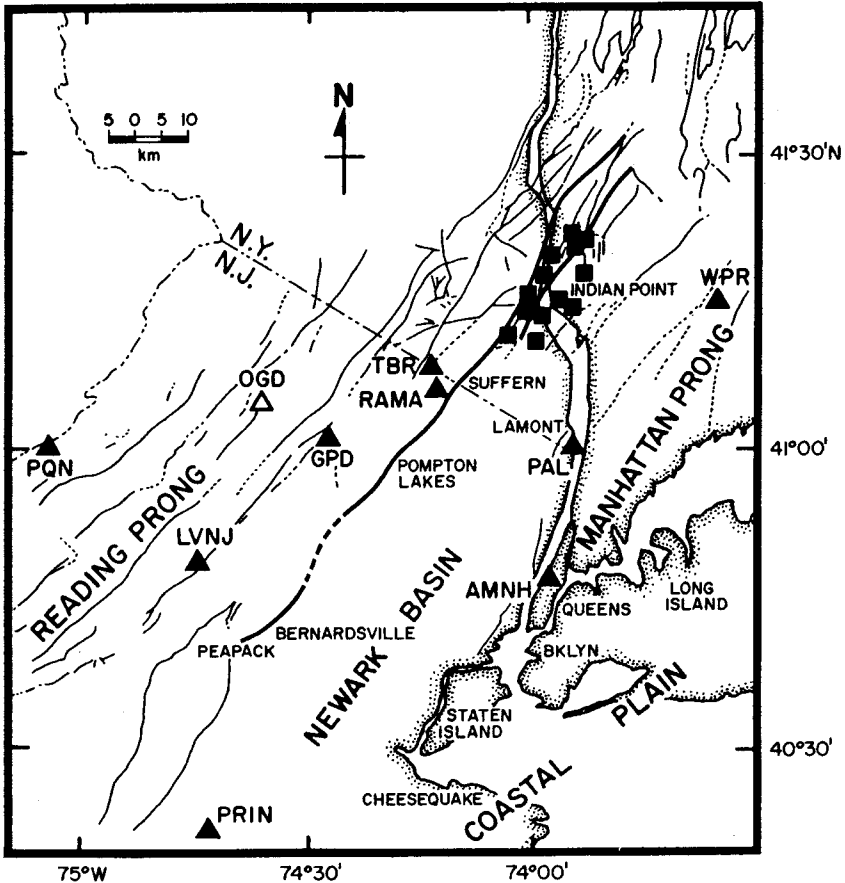 5 0 5 10
km
N
41°30'N
N.Y.
N.J.
INDIAN POINT
WPR
TBR
RAMA
SUFFERN
OGD
LAMONT
PAL
41°00'
PQN
GPD
POMPTON
LAKES
MANHATTAN PRONG
READING PRONG
LVNJ
AMNH
QUEENS
LONG
ISLAND
PEAPACK
BERNARDSVILLE
NEWARK BASIN
BKLYN
STATEN
ISLAND
COASTAL PLAIN
40°30'
CHEESEQUAKE
PRIN
75°W
74°30'
74°00'